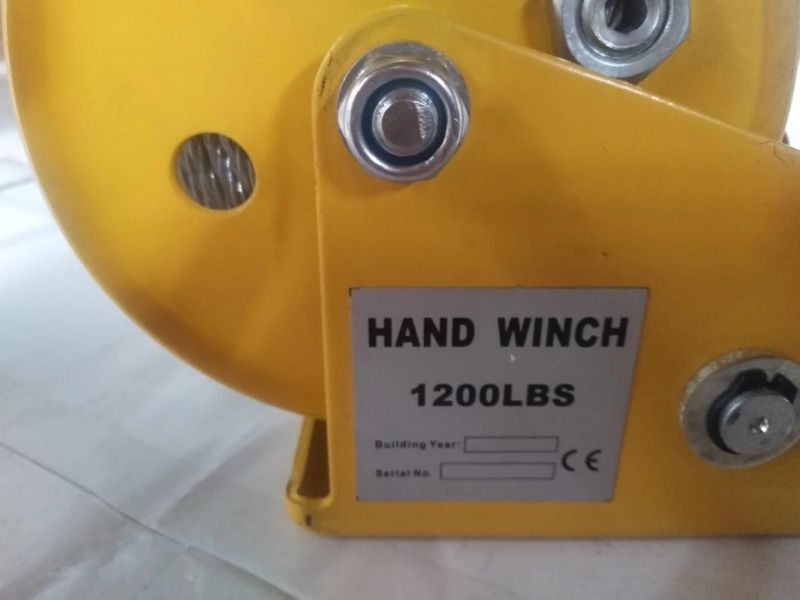 HAND WINCH
1200LBS
Building Year:
Serial No.
CE